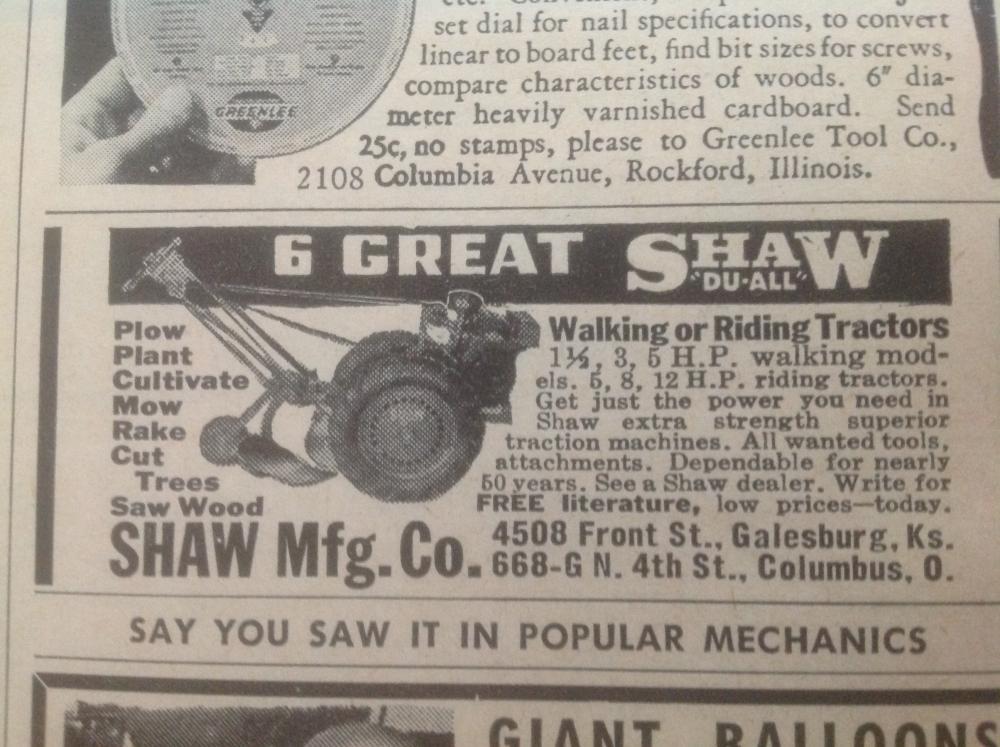 set dial for nail specifications, to convert
linear to board feet, find bit sizes for screws,
compare characteristics of woods. 6" dia-
meter heavily varnished cardboard. Send
25c, no stamps, please to Greenlee Tool Co.,
2108 Columbia Avenue, Rockford, Illinois.
GREENLEE
6 GREAT SHAW
"DU-ALL"
Plow
Plant
Cultivate
Mow
Rake
Cut
Trees
Saw Wood
Walking or Riding Tractors
1½, 3, 5 H.P. walking mod-
els. 5, 8, 12 H.P. riding tractors.
Get just the power you need in
Shaw extra strength superior
traction machines. All wanted tools,
attachments. Dependable for nearly
50 years. See a Shaw dealer. Write for
FREE literature, low prices—today.
SHAW Mfg. Co.
4508 Front St., Galesburg, Ks.
668-G N. 4th St., Columbus, O.
SAY YOU SAW IT IN POPULAR MECHANICS
GIANT BALLOONS